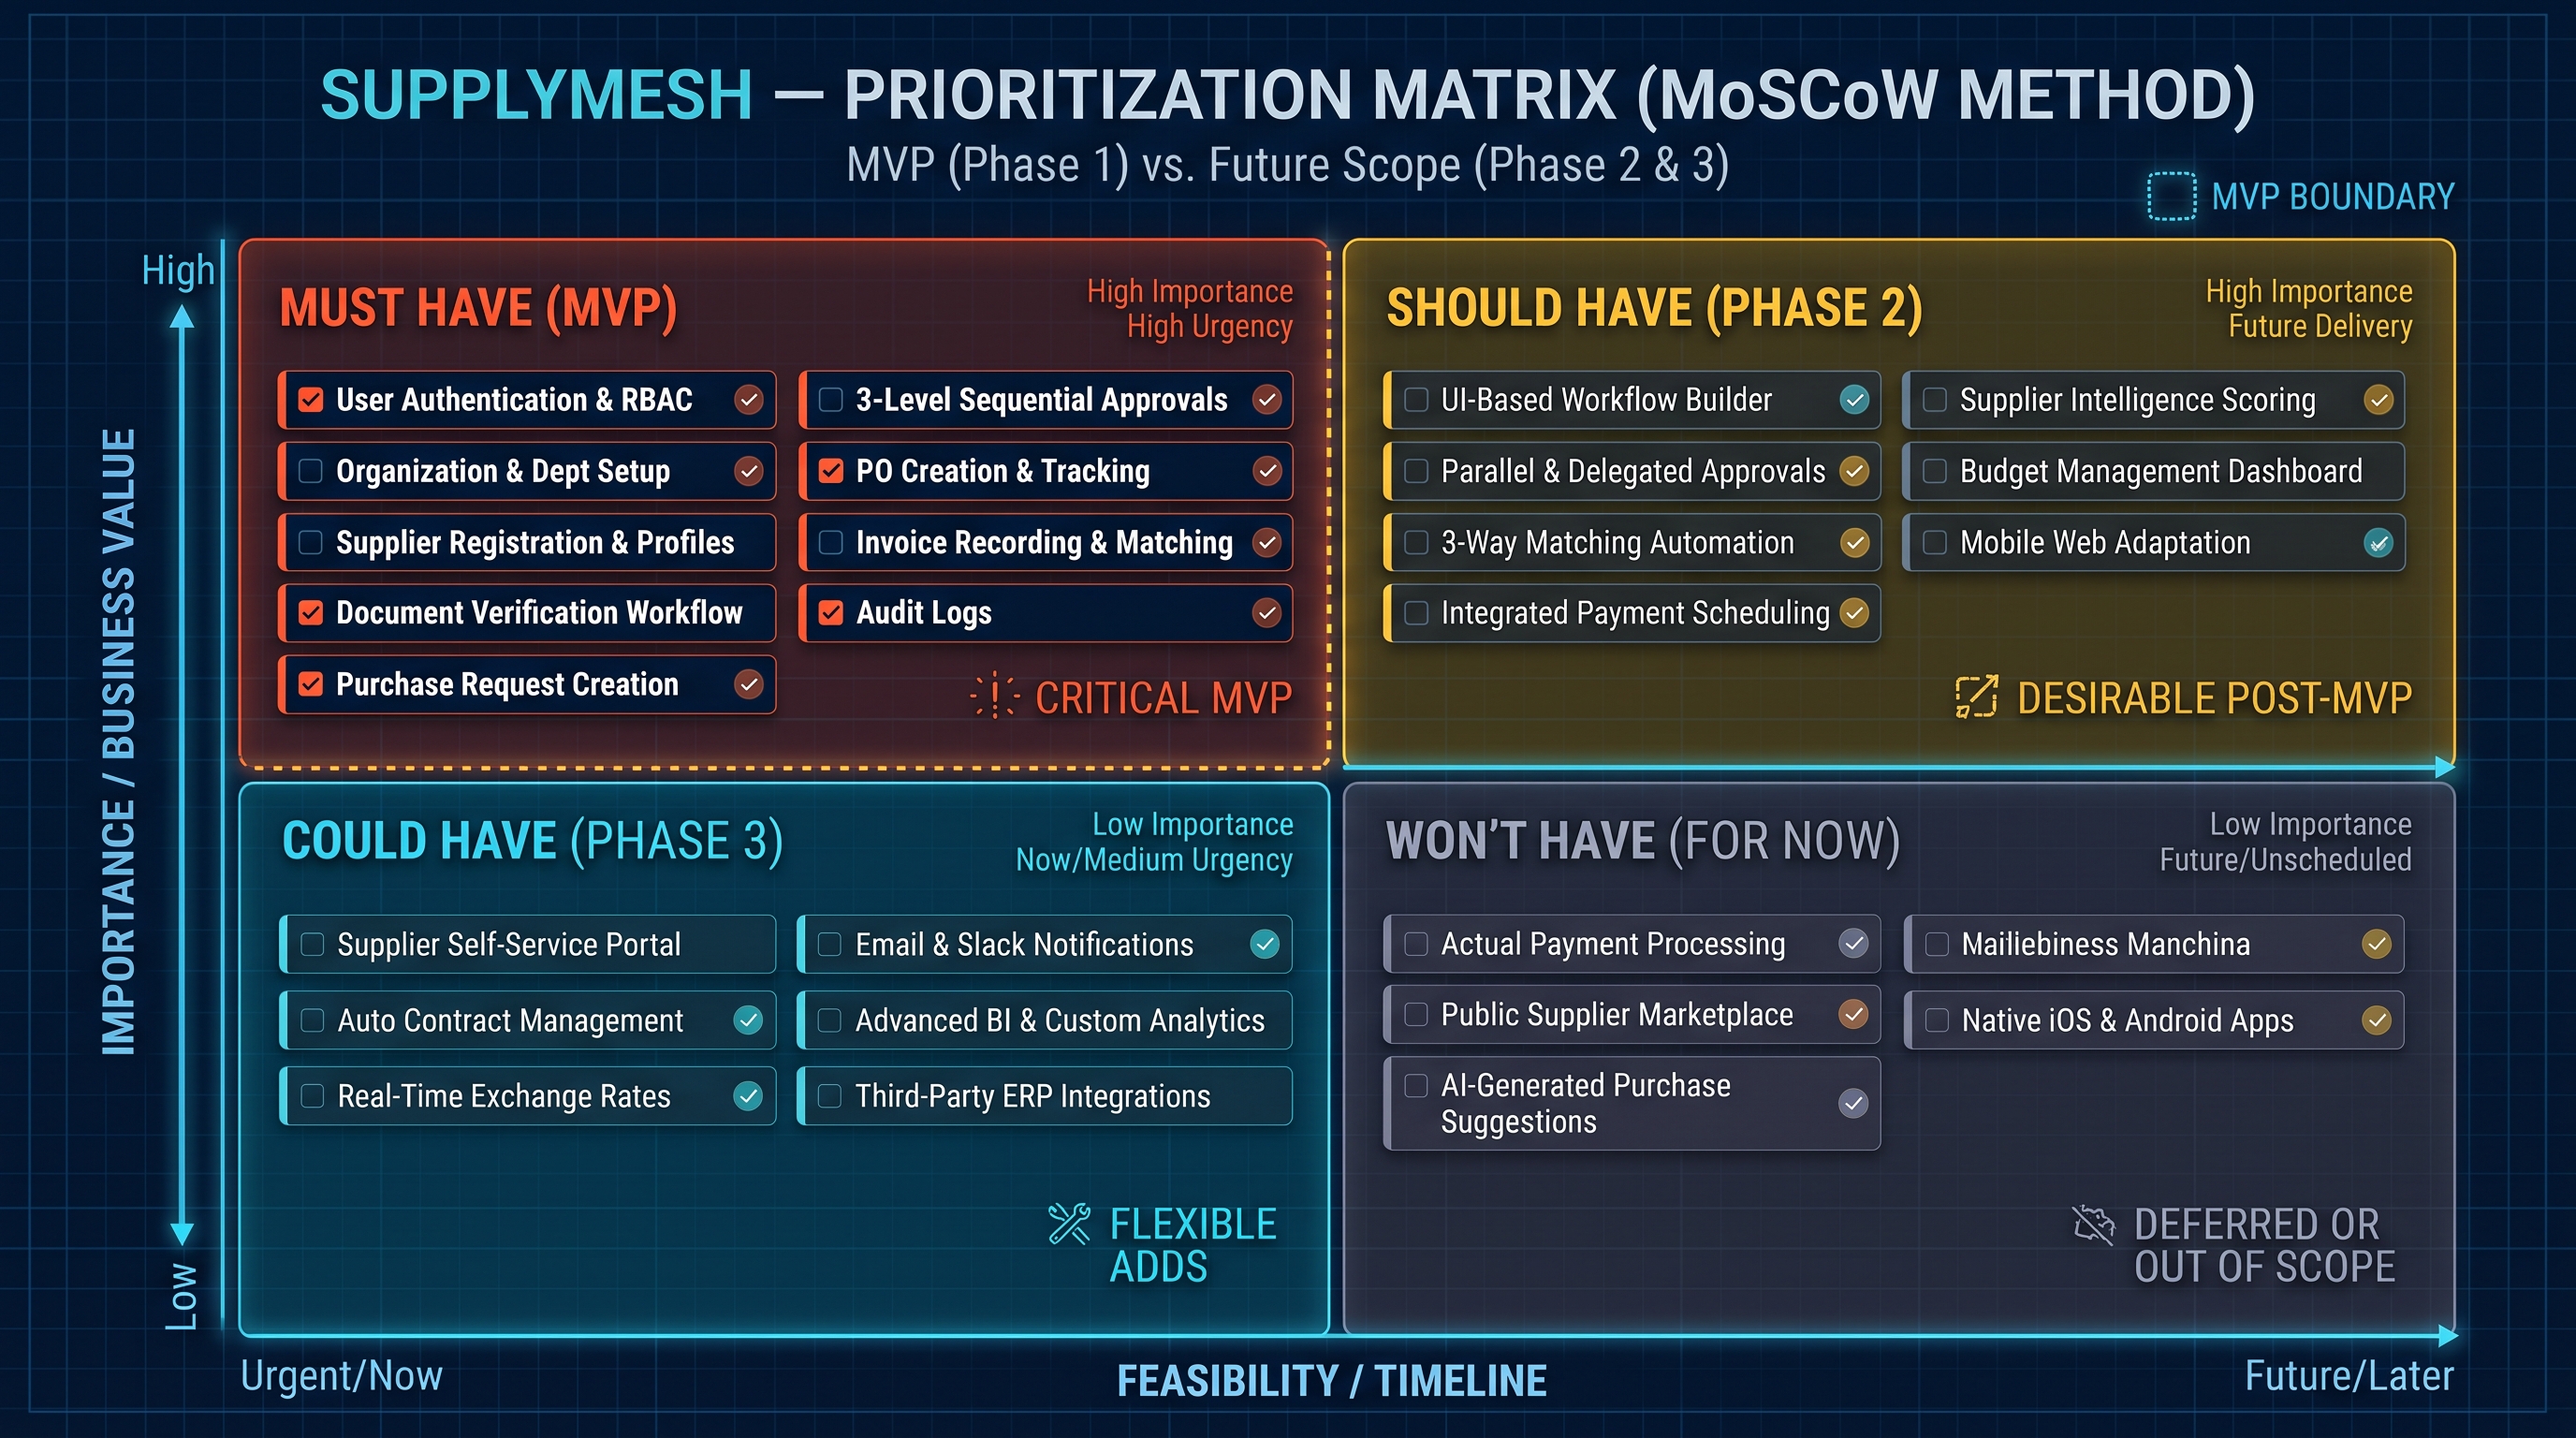 SUPPLYMESH — PRIORITIZATION MATRIX (MoSCoW METHOD)
MVP (Phase 1) vs. Future Scope (Phase 2 & 3)
MVP BOUNDARY
High
IMPORTANCE / BUSINESS VALUE
Low
MUST HAVE (MVP)
High Importance
High Urgency
User Authentication & RBAC
Organization & Dept Setup
Supplier Registration & Profiles
Document Verification Workflow
Purchase Request Creation
3-Level Sequential Approvals
PO Creation & Tracking
Invoice Recording & Matching
Audit Logs
CRITICAL MVP
SHOULD HAVE (PHASE 2)
High Importance
Future Delivery
UI-Based Workflow Builder
Parallel & Delegated Approvals
3-Way Matching Automation
Integrated Payment Scheduling
Supplier Intelligence Scoring
Budget Management Dashboard
Mobile Web Adaptation
DESIRABLE POST-MVP
COULD HAVE (PHASE 3)
Low Importance
Now/Medium Urgency
Supplier Self-Service Portal
Auto Contract Management
Real-Time Exchange Rates
Email & Slack Notifications
Advanced BI & Custom Analytics
Third-Party ERP Integrations
FLEXIBLE
ADDS
WON'T HAVE (FOR NOW)
Low Importance
Future/Unscheduled
Actual Payment Processing
Public Supplier Marketplace
AI-Generated Purchase
Suggestions
Mailiebiness Manchina
Native iOS & Android Apps
DEFERRED OR
OUT OF SCOPE
Urgent/Now
FEASIBILITY / TIMELINE
Future/Later